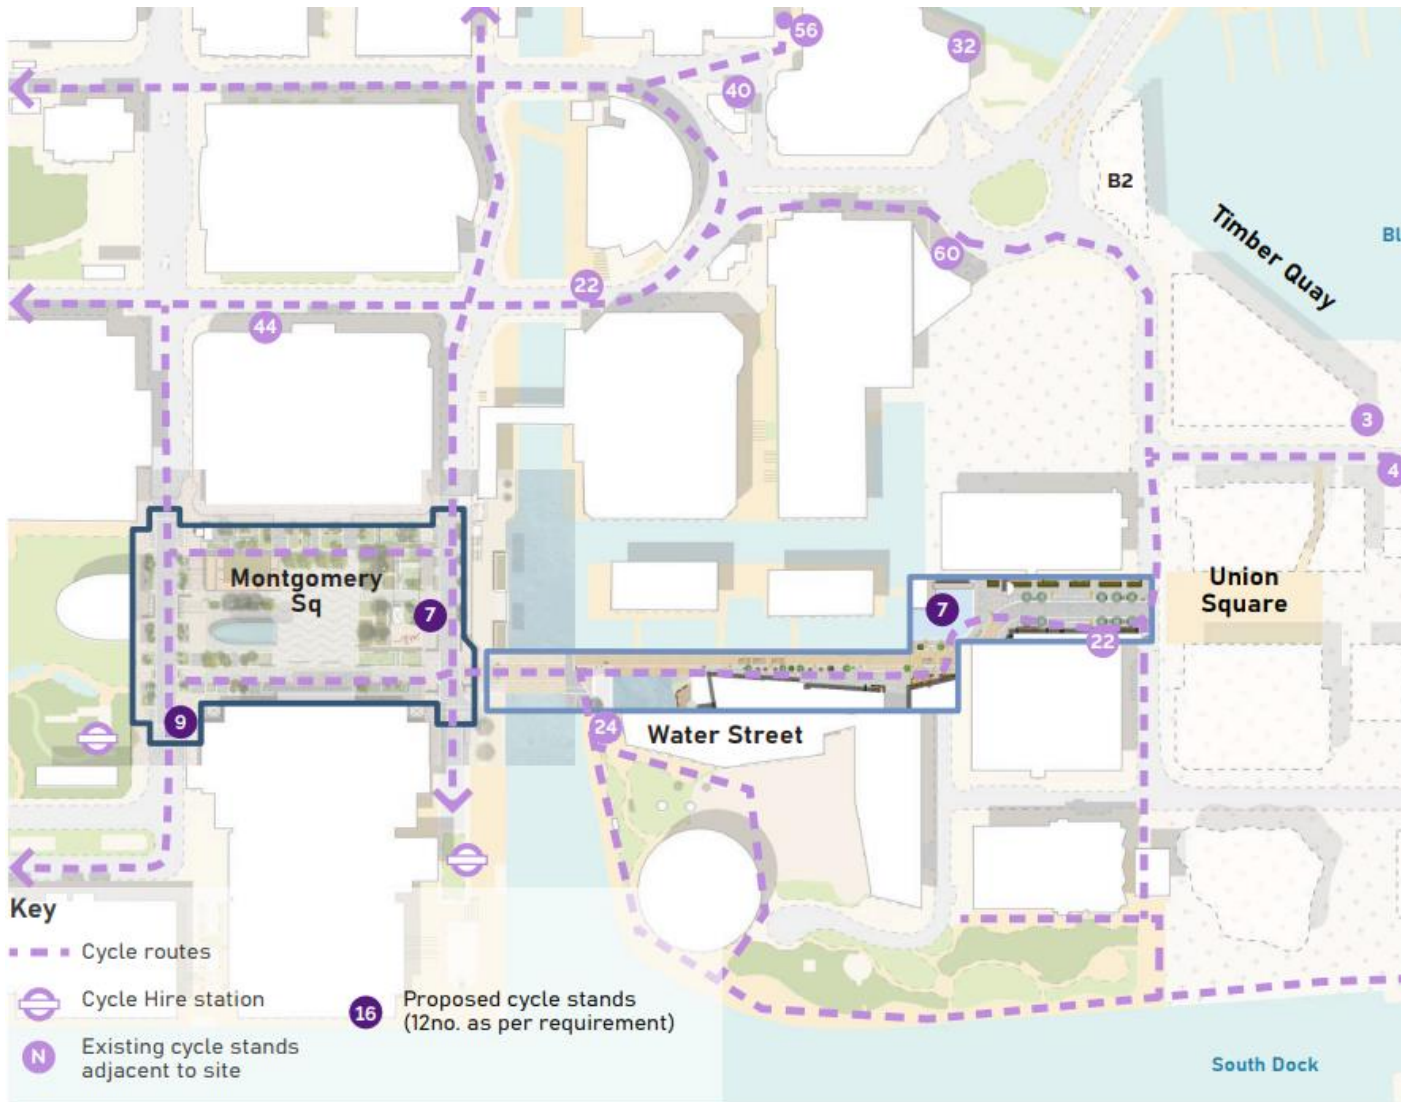 56
32
40
B2
Timber Quay
BL
60
22
44
3
4
Montgomery
Sq
7
7
22
Union
Square
9
24
Water Street
Key
Cycle routes
Cycle Hire station
N
Existing cycle stands
adjacent to site
16
Proposed cycle stands
(12no. as per requirement)
South Dock